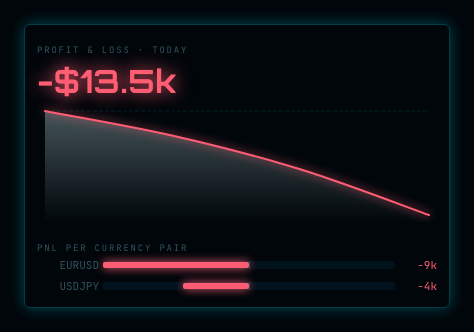 PROFIT & LOSS · TODAY
-$13.5k
PNL PER CURRENCY PAIR
EURUSD -9k
USDJPY -4k